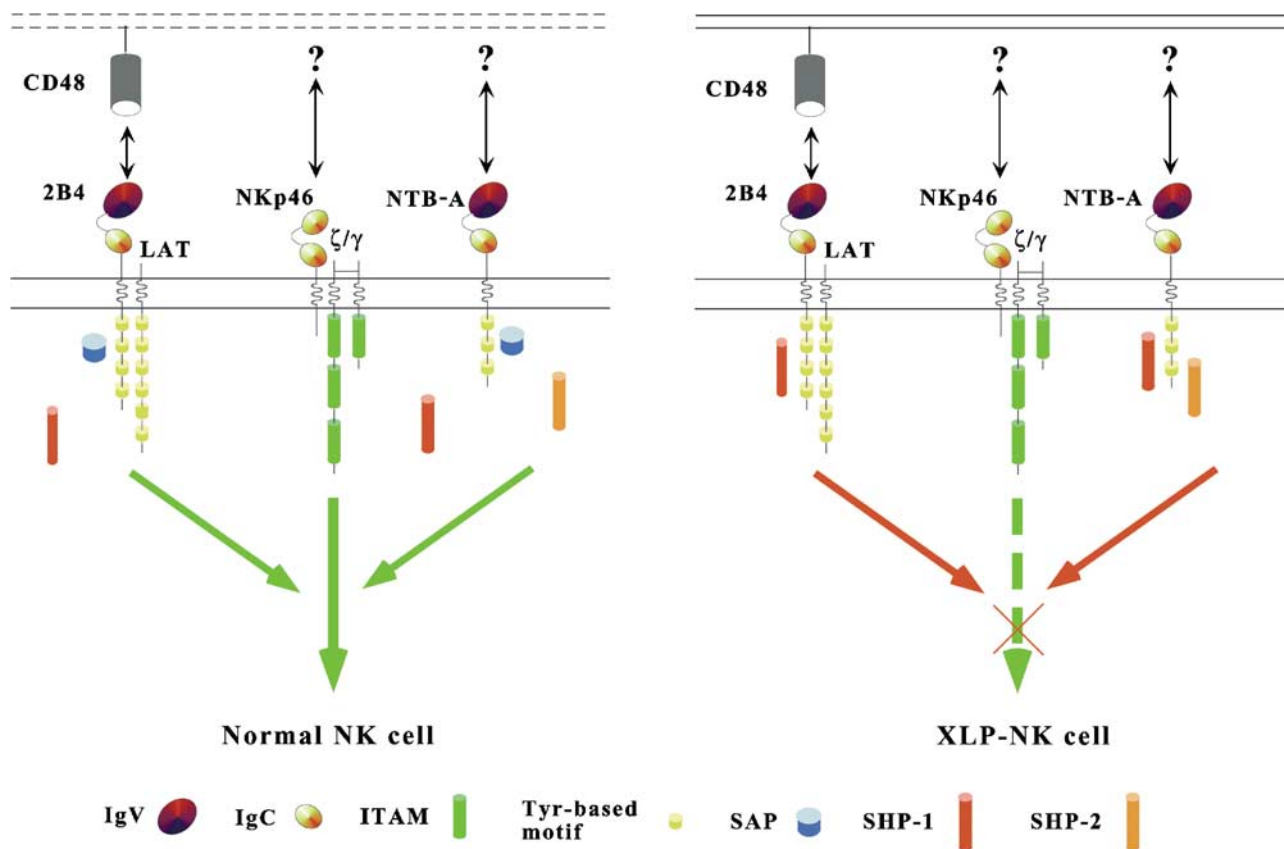 CD48
?
?
2B4
NKp46
NTB-A
LAT
ζ/γ
Normal NK cell
CD48
?
?
2B4
NKp46
NTB-A
LAT
ζ/γ
XLP-NK cell
IgV
IgC
ITAM
Tyr-based
motif
SAP
SHP-1
SHP-2